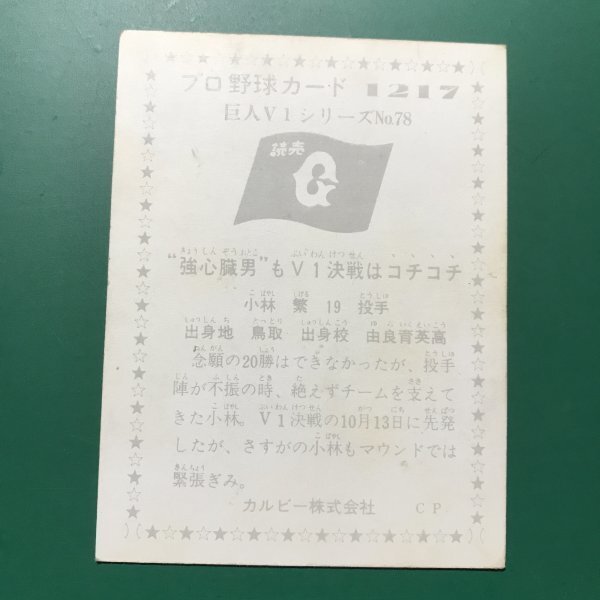 プロ野球カード 1217
巨人V1シリーズNo.78
読売
G
"強心臓男"もV1決戦はコチコチ
小林 繁 19 投手
出身地 鳥取 出身校 由良育英高
念願の20勝はできなかったが、投手
陣が不振の時、絶えずチームを支えて
きた小林。V1決戦の10月13日に先発
したが、さすがの小林もマウンドでは
緊張ぎみ。
カルビー株式会社 CP